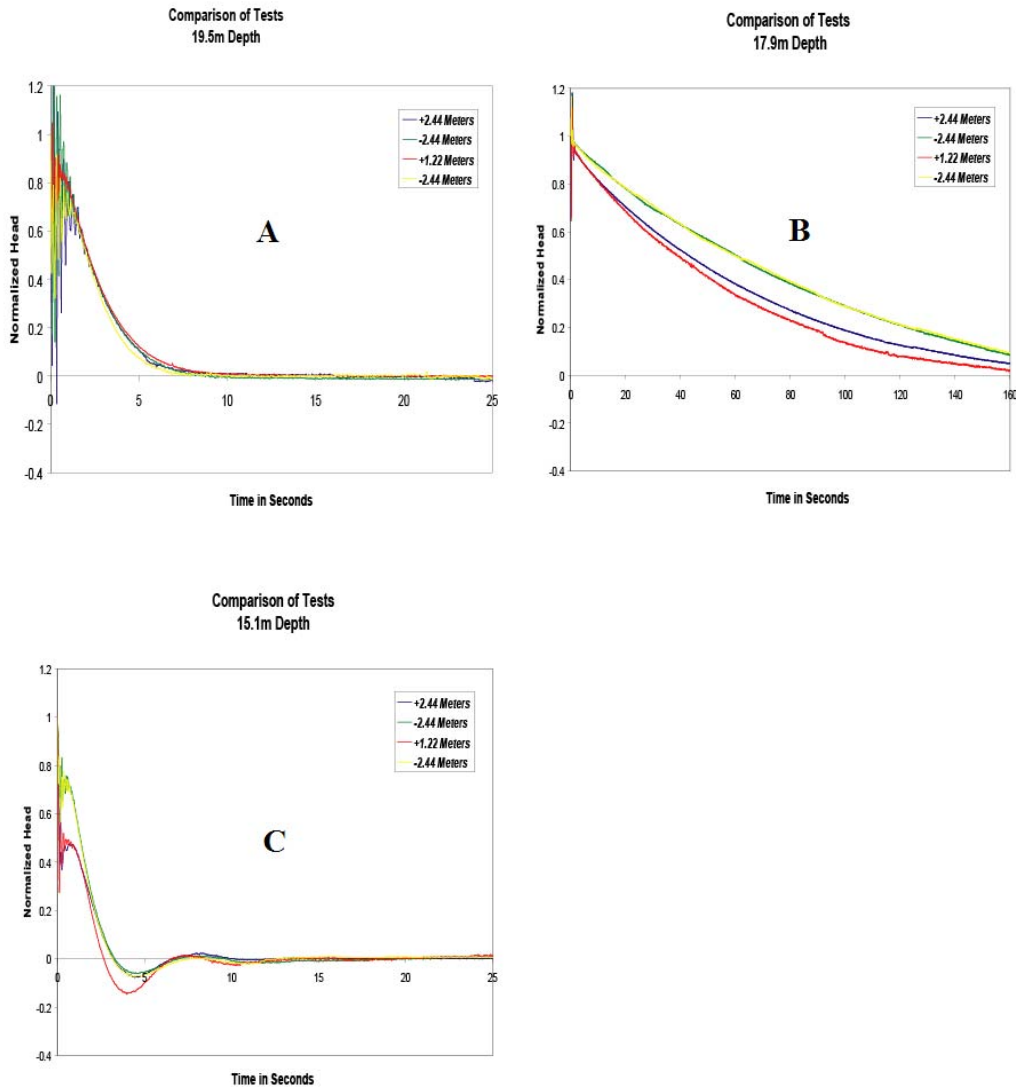 Comparison of Tests
19.5m Depth
1.2
1
0.8
0.6
0.4
0.2
0
-0.2
-0.4
Normalized Head
+2.44 Meters
-2.44 Meters
+1.22 Meters
-2.44 Meters
A
0 5 10 15 20 25
Time in Seconds
Comparison of Tests
17.9m Depth
1.2
1
0.8
0.6
0.4
0.2
0
-0.2
-0.4
Normalized Head
+2.44 Meters
-2.44 Meters
+1.22 Meters
-2.44 Meters
B
0 20 40 60 80 100 120 140 160
Time in Seconds
Comparison of Tests
15.1m Depth
1.2
1
0.8
0.6
0.4
0.2
0
-0.2
-0.4
Normalized Head
+2.44 Meters
-2.44 Meters
+1.22 Meters
-2.44 Meters
C
0 5 10 15 20 25
Time in Seconds